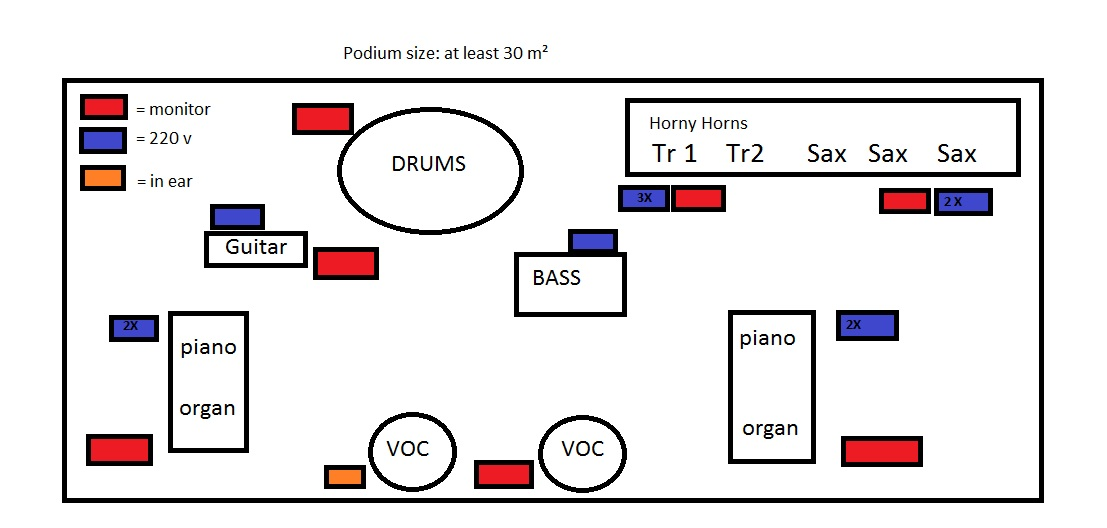 Podium size: at least 30 m²
= monitor
= 220 v
= in ear
DRUMS
Horny Horns
Tr 1 Tr2 Sax Sax Sax
3X
2 X
Guitar
BASS
2X
piano
organ
2X
piano
organ
VOC
VOC